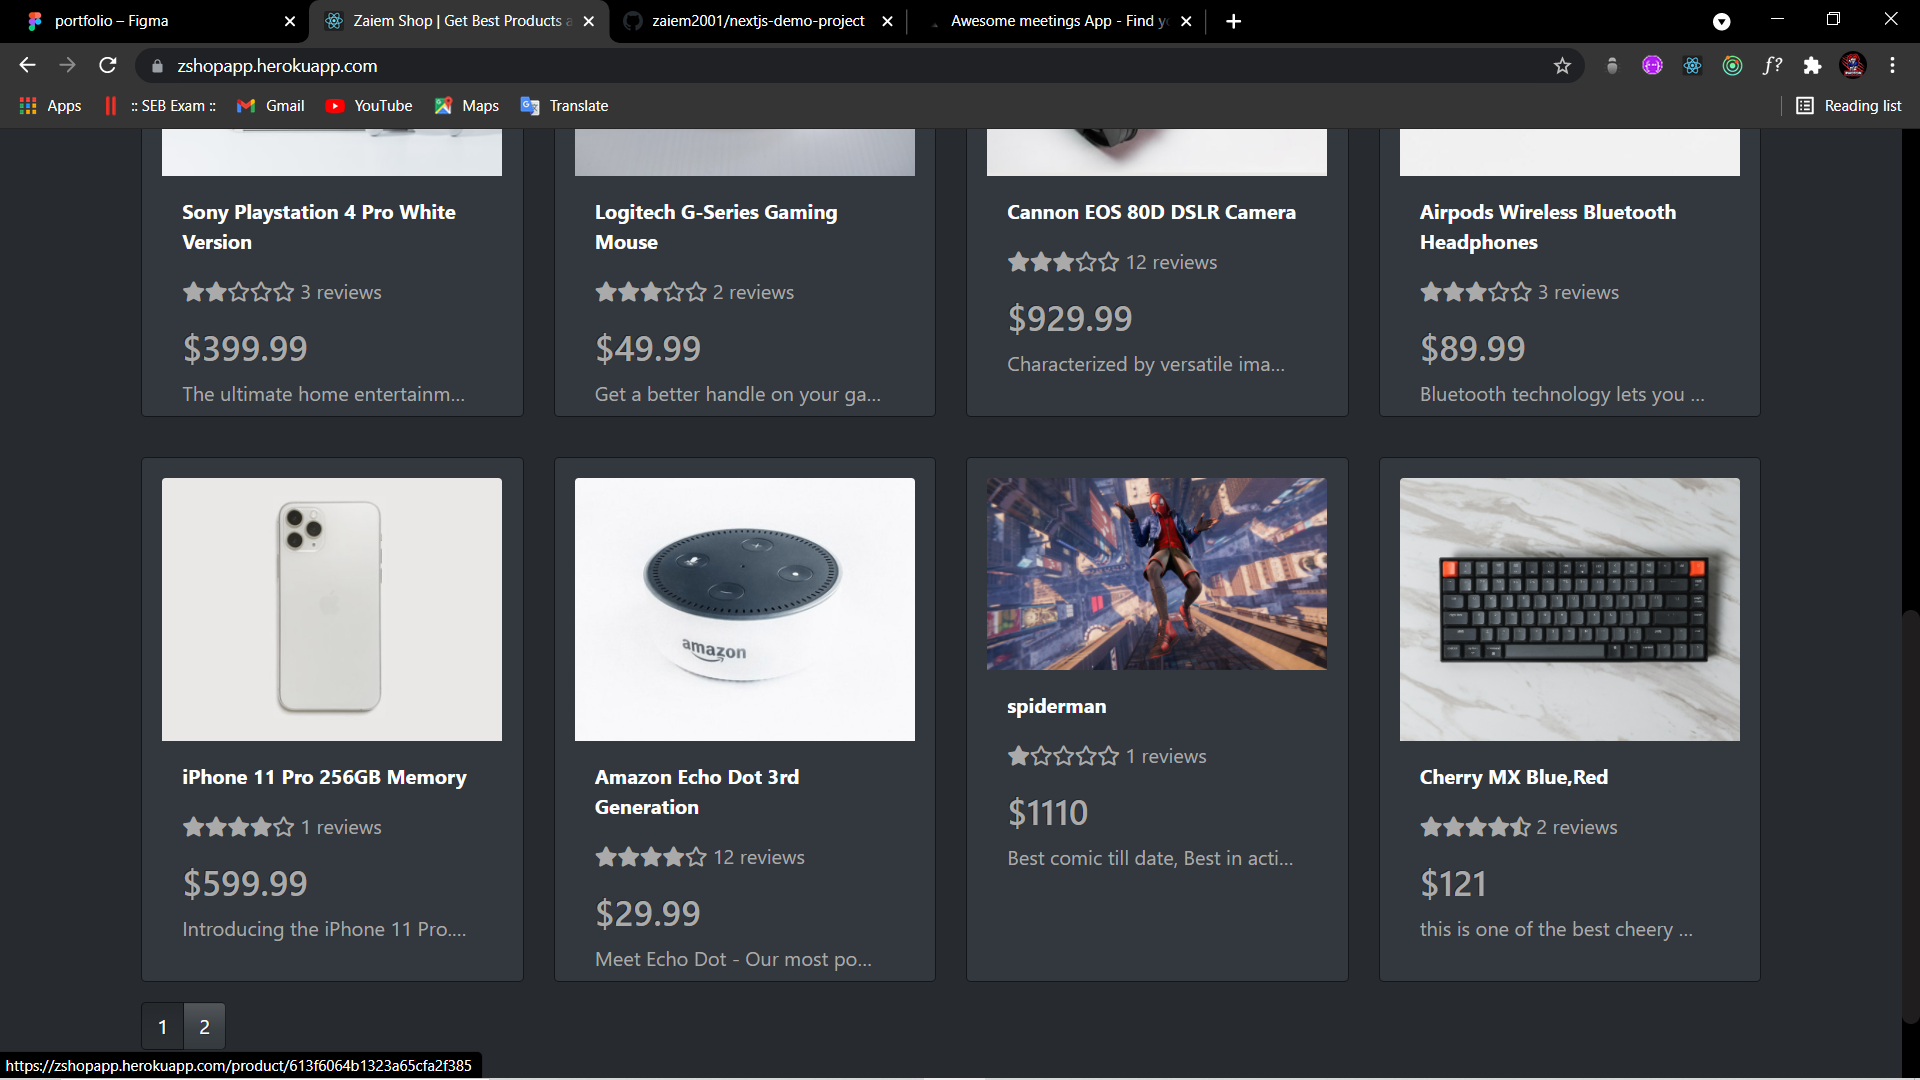 portfolio – Figma
Zaiem Shop | Get Best Products a
zaiem2001/nextjs-demo-project
Awesome meetings App - Find yo
zshopapp.herokuapp.com
f?
Apps
:: SEB Exam ::
Gmail
YouTube
Maps
Translate
Reading list
Sony Playstation 4 Pro White
Version
3 reviews
$399.99
The ultimate home entertainm...
Logitech G-Series Gaming
Mouse
2 reviews
$49.99
Get a better handle on your ga...
Cannon EOS 80D DSLR Camera
12 reviews
$929.99
Characterized by versatile ima...
Airpods Wireless Bluetooth
Headphones
3 reviews
$89.99
Bluetooth technology lets you ...
iPhone 11 Pro 256GB Memory
1 reviews
$599.99
Introducing the iPhone 11 Pro....
amazon
Amazon Echo Dot 3rd
Generation
12 reviews
$29.99
Meet Echo Dot - Our most po...
spiderman
1 reviews
$1110
Best comic till date, Best in acti...
Cherry MX Blue,Red
2 reviews
$121
this is one of the best cheery ...
1
2
https://zshopapp.herokuapp.com/product/613f6064b1323a65cfa2f385